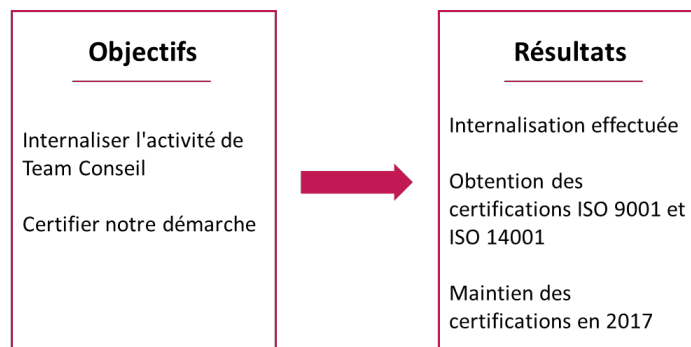 Objectifs
Internaliser l'activité de
Team Conseil
Certifier notre démarche
Résultats
Internalisation effectuée
Obtention des
certifications ISO 9001 et
ISO 14001
Maintien des
certifications en 2017